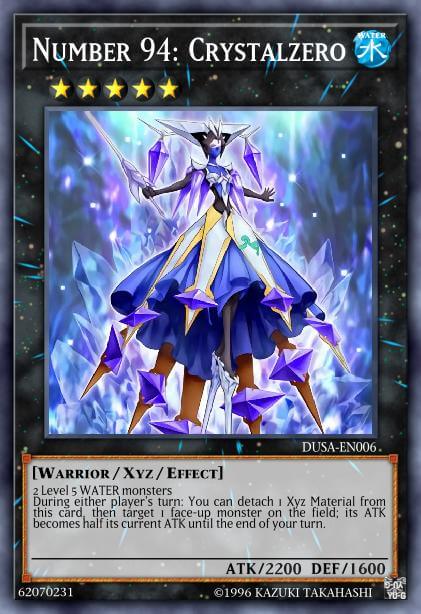 Number 94: Crystalzero
WATER
水
DUSA-EN006
[Warrior / Xyz / Effect]
2 Level 5 WATER monsters
During either player's turn: You can detach 1 Xyz Material from
this card, then target 1 face-up monster on the field; its ATK
becomes half its current ATK until the end of your turn.
ATK/2200 DEF/1600
62070231
©1996 KAZUKI TAKAHASHI